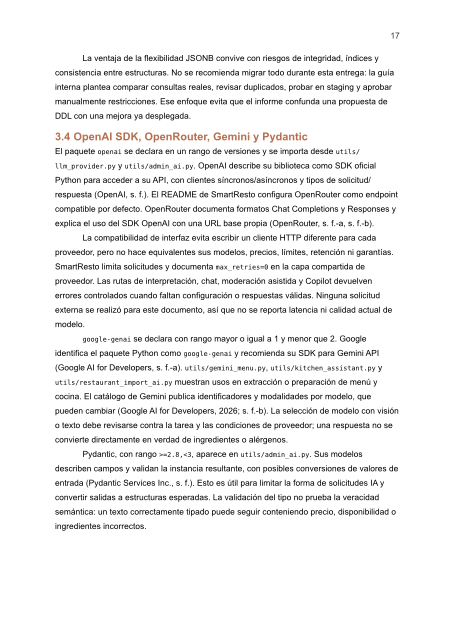 17
La ventaja de la flexibilidad JSONB convive con riesgos de integridad, índices y
consistencia entre estructuras. No se recomienda migrar todo durante esta entrega: la guía
interna plantea comparar consultas reales, revisar duplicados, probar en staging y aprobar
manualmente restricciones. Ese enfoque evita que el informe confunda una propuesta de
DDL con una mejora ya desplegada.
3.4 OpenAI SDK, OpenRouter, Gemini y Pydantic
El paquete openai se declara en un rango de versiones y se importa desde utils/
llm_provider.py y utils/admin_ai.py. OpenAI describe su biblioteca como SDK oficial
Python para acceder a su API, con clientes síncronos/asíncronos y tipos de solicitud/
respuesta (OpenAI, s. f.). El README de SmartResto configura OpenRouter como endpoint
compatible por defecto. OpenRouter documenta formatos Chat Completions y Responses y
explica el uso del SDK OpenAI con una URL base propia (OpenRouter, s. f.-a, s. f.-b).
La compatibilidad de interfaz evita escribir un cliente HTTP diferente para cada
proveedor, pero no hace equivalentes sus modelos, precios, límites, retención ni garantías.
SmartResto limita solicitudes y documenta max_retries=0 en la capa compartida de
proveedor. Las rutas de interpretación, chat, moderación asistida y Copilot devuelven
errores controlados cuando faltan configuración o respuestas válidas. Ninguna solicitud
externa se realizó para este documento, así que no se reporta latencia ni calidad actual de
modelo.
google-genai se declara con rango mayor o igual a 1 y menor que 2. Google
identifica el paquete Python como google-genai y recomienda su SDK para Gemini API
(Google AI for Developers, s. f.-a). utils/gemini_menu.py, utils/kitchen_assistant.py y
utils/restaurant_import_ai.py muestran usos en extracción o preparación de menú y
cocina. El catálogo de Gemini publica identificadores y modalidades por modelo, que
pueden cambiar (Google AI for Developers, 2026; s. f.-b). La selección de modelo con visión
o texto debe revisarse contra la tarea y las condiciones de proveedor; una respuesta no se
convierte directamente en verdad de ingredientes o alérgenos.
Pydantic, con rango >=2.8,<3, aparece en utils/admin_ai.py. Sus modelos
describen campos y validan la instancia resultante, con posibles conversiones de valores de
entrada (Pydantic Services Inc., s. f.). Esto es útil para limitar la forma de solicitudes IA y
convertir salidas a estructuras esperadas. La validación del tipo no prueba la veracidad
semántica: un texto correctamente tipado puede seguir conteniendo precio, disponibilidad o
ingredientes incorrectos.